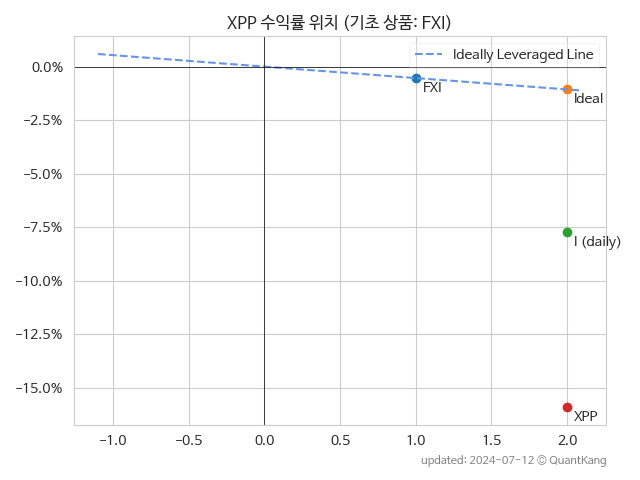 XPP 수익률 위치 (기초 상품: FXI)
Ideally Leveraged Line
0.0%
−2.5%
−5.0%
−7.5%
−10.0%
−12.5%
−15.0%
FXI
Ideal
I (daily)
XPP
−1.0 −0.5 0.0 0.5 1.0 1.5 2.0
updated: 2024-07-12 © QuantKang